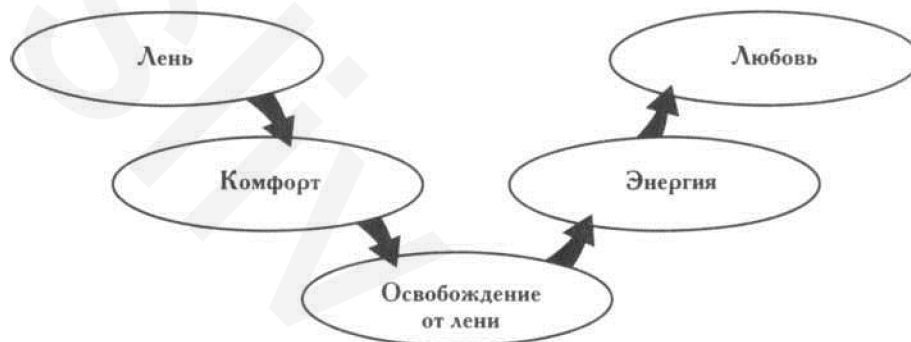 Лень
Любовь
Комфорт
Энергия
Освобождение
от лени